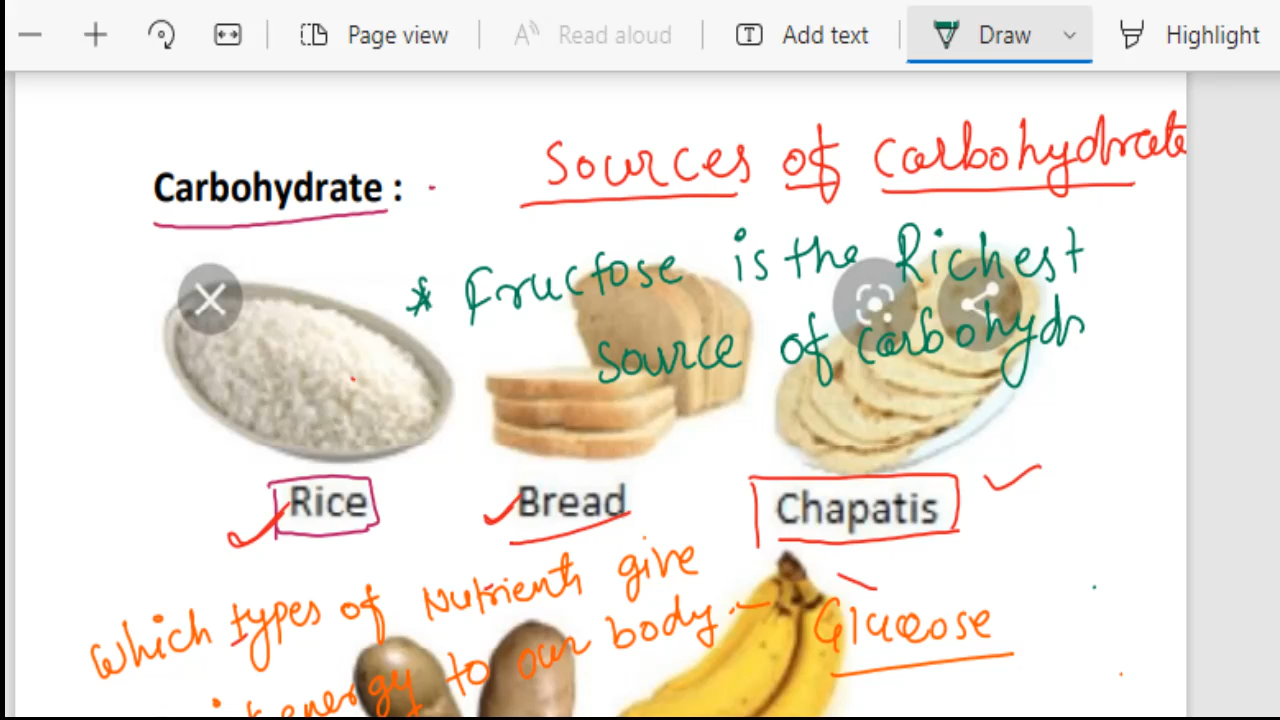 Page view Read aloud Add text Draw Highlight
Sources of carbohydrate
Carbohydrate :
* Fructose is the Richest
source of carbohydr
Rice Bread Chapatis
which types of Nutrients give
energy to our body :- Glucose